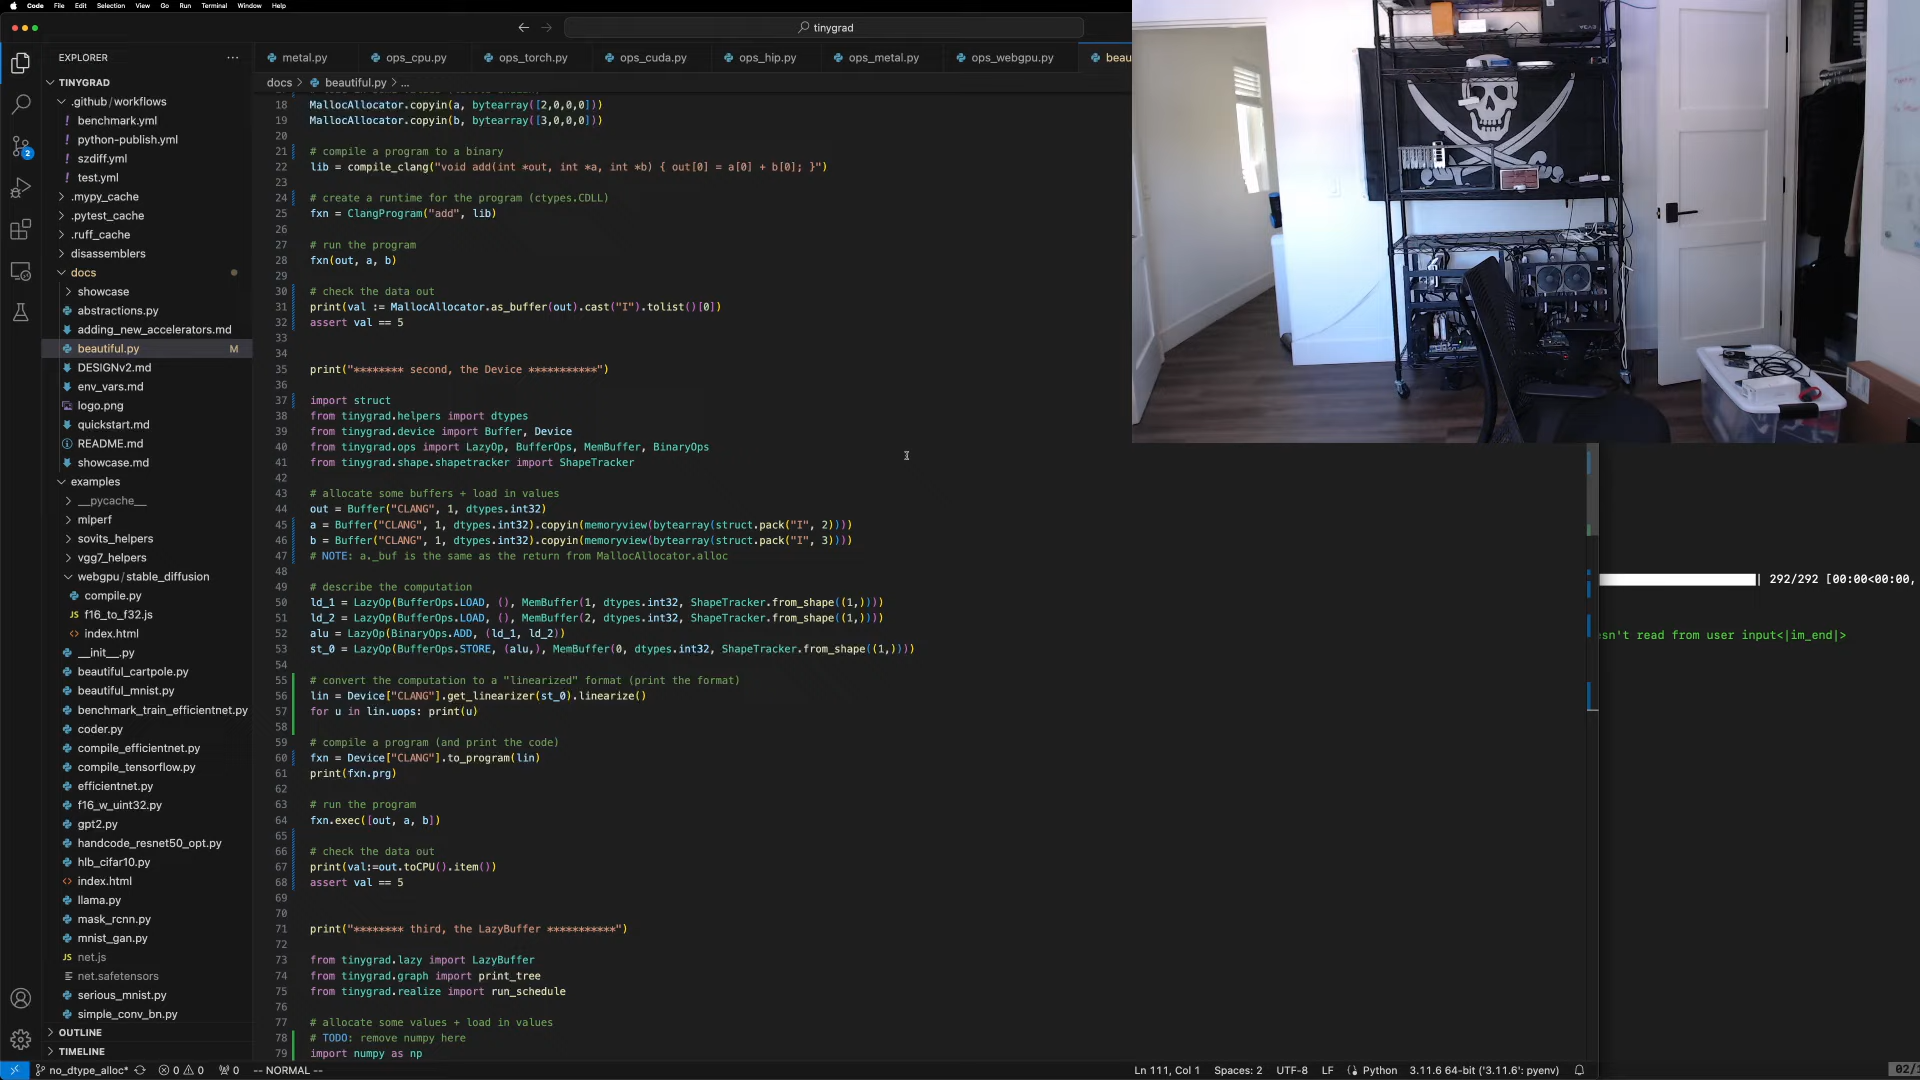 Code File Edit Selection View Go Run Terminal Window Help
tinygrad
EXPLORER
metal.py ops_cpu.py ops_torch.py ops_cuda.py ops_hip.py ops_metal.py ops_webgpu.py beau
docs > beautiful.py > ...
TINYGRAD
.github/workflows
benchmark.yml
python-publish.yml
szdiff.yml
test.yml
.mypy_cache
.pytest_cache
.ruff_cache
disassemblers
docs
showcase
abstractions.py
adding_new_accelerators.md
beautiful.py M
DESIGNv2.md
env_vars.md
logo.png
quickstart.md
README.md
showcase.md
examples
__pycache__
mlperf
sovits_helpers
vgg7_helpers
webgpu/stable_diffusion
compile.py
JS f16_to_f32.js
index.html
__init__.py
beautiful_cartpole.py
beautiful_mnist.py
benchmark_train_efficientnet.py
coder.py
compile_efficientnet.py
compile_tensorflow.py
efficientnet.py
f16_w_uint32.py
gpt2.py
handcode_resnet50_opt.py
hlb_cifar10.py
index.html
llama.py
mask_rcnn.py
mnist_gan.py
JS net.js
net.safetensors
serious_mnist.py
simple_conv_bn.py
OUTLINE
TIMELINE
18 MallocAllocator.copyin(a, bytearray([2,0,0,0]))
19 MallocAllocator.copyin(b, bytearray([3,0,0,0]))
20
21 # compile a program to a binary
22 lib = compile_clang("void add(int *out, int *a, int *b) { out[0] = a[0] + b[0]; }")
23
24 # create a runtime for the program (ctypes.CDLL)
25 fxn = ClangProgram("add", lib)
26
27 # run the program
28 fxn(out, a, b)
29
30 # check the data out
31 print(val := MallocAllocator.as_buffer(out).cast("I").tolist()[0])
32 assert val == 5
33
34
35 print("******** second, the Device ***********")
36
37 import struct
38 from tinygrad.helpers import dtypes
39 from tinygrad.device import Buffer, Device
40 from tinygrad.ops import LazyOp, BufferOps, MemBuffer, BinaryOps
41 from tinygrad.shape.shapetracker import ShapeTracker
42
43 # allocate some buffers + load in values
44 out = Buffer("CLANG", 1, dtypes.int32)
45 a = Buffer("CLANG", 1, dtypes.int32).copyin(memoryview(bytearray(struct.pack("I", 2))))
46 b = Buffer("CLANG", 1, dtypes.int32).copyin(memoryview(bytearray(struct.pack("I", 3))))
47 # NOTE: a._buf is the same as the return from MallocAllocator.alloc
48
49 # describe the computation
50 ld_1 = LazyOp(BufferOps.LOAD, (), MemBuffer(1, dtypes.int32, ShapeTracker.from_shape((1,))))
51 ld_2 = LazyOp(BufferOps.LOAD, (), MemBuffer(2, dtypes.int32, ShapeTracker.from_shape((1,))))
52 alu = LazyOp(BinaryOps.ADD, (ld_1, ld_2))
53 st_0 = LazyOp(BufferOps.STORE, (alu,), MemBuffer(0, dtypes.int32, ShapeTracker.from_shape((1,))))
54
55 # convert the computation to a "linearized" format (print the format)
56 lin = Device["CLANG"].get_linearizer(st_0).linearize()
57 for u in lin.uops: print(u)
58
59 # compile a program (and print the code)
60 fxn = Device["CLANG"].to_program(lin)
61 print(fxn.prg)
62
63 # run the program
64 fxn.exec([out, a, b])
65
66 # check the data out
67 print(val:=out.toCPU().item())
68 assert val == 5
69
70
71 print("******** third, the LazyBuffer ***********")
72
73 from tinygrad.lazy import LazyBuffer
74 from tinygrad.graph import print_tree
75 from tinygrad.realize import run_schedule
76
77 # allocate some values + load in values
78 # TODO: remove numpy here
79 import numpy as np
292/292 [00:00<00:00,
esn't read from user input<|im_end|>
2
no_dtype_alloc* 0 0 0 -- NORMAL -- Ln 111, Col 1 Spaces: 2 UTF-8 LF Python 3.11.6 64-bit ('3.11.6': pyenv) 02/